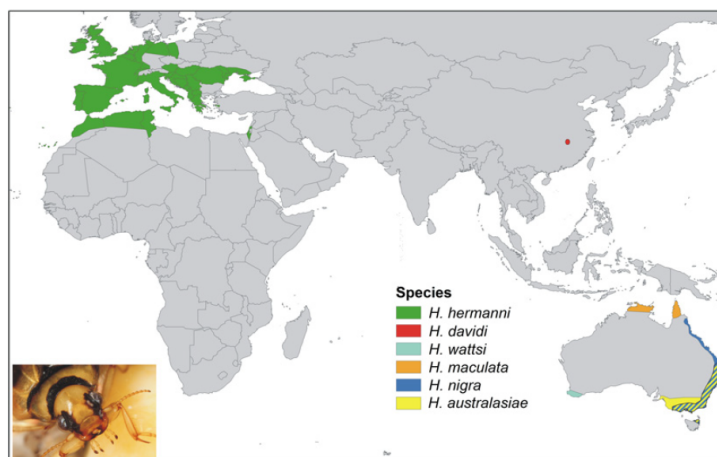 Species
H. hermanni
H. davidi
H. wattsi
H. maculata
H. nigra
H. australasiae